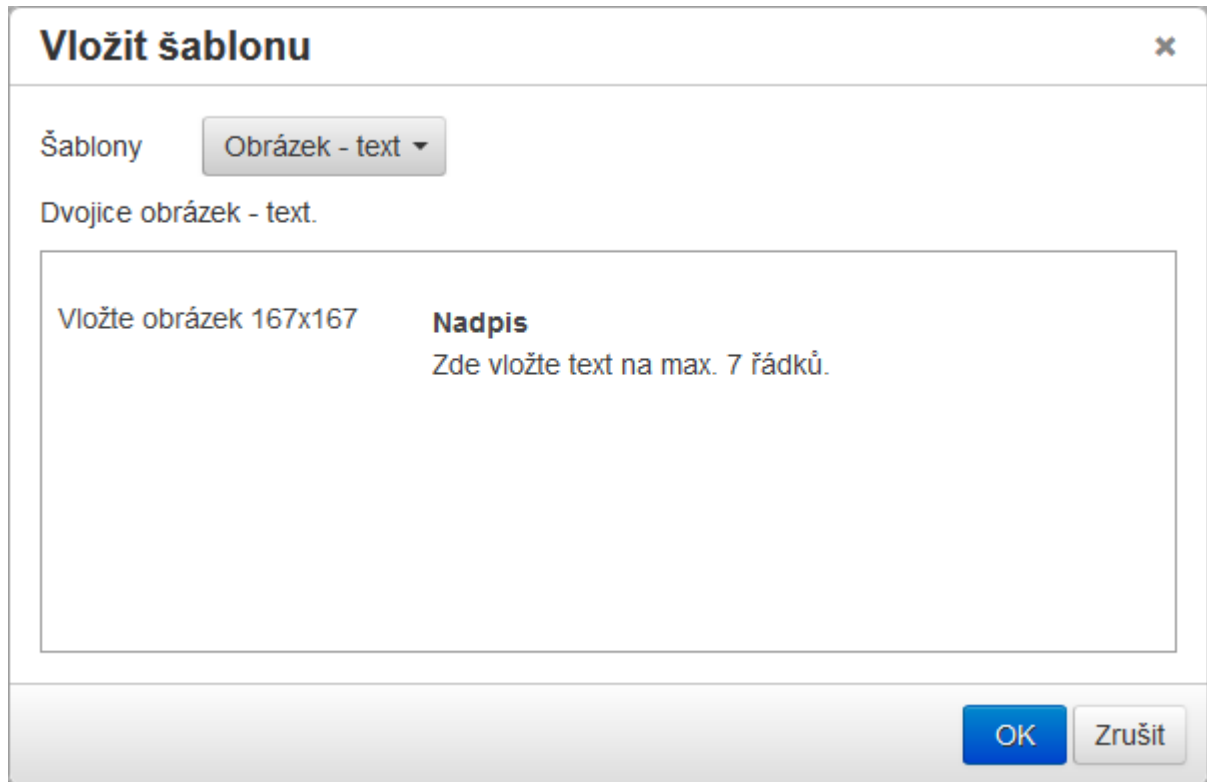 Vložit šablonu
Šablony Obrázek - text
Dvojice obrázek - text.
Vložte obrázek 167x167
Nadpis
Zde vložte text na max. 7 řádků.
OK Zrušit